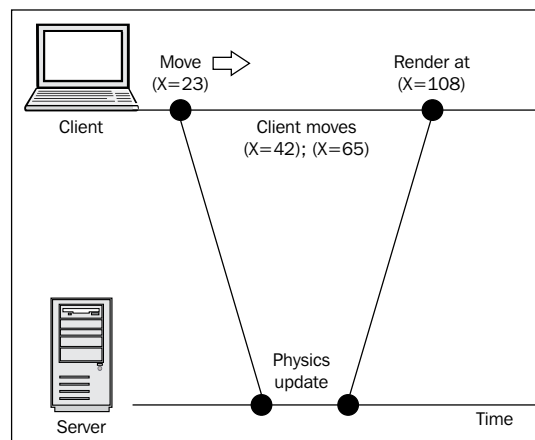 Move
(X=23)
Render at
(X=108)
Client
Client moves
(X=42); (X=65)
Physics
update
Server
Time